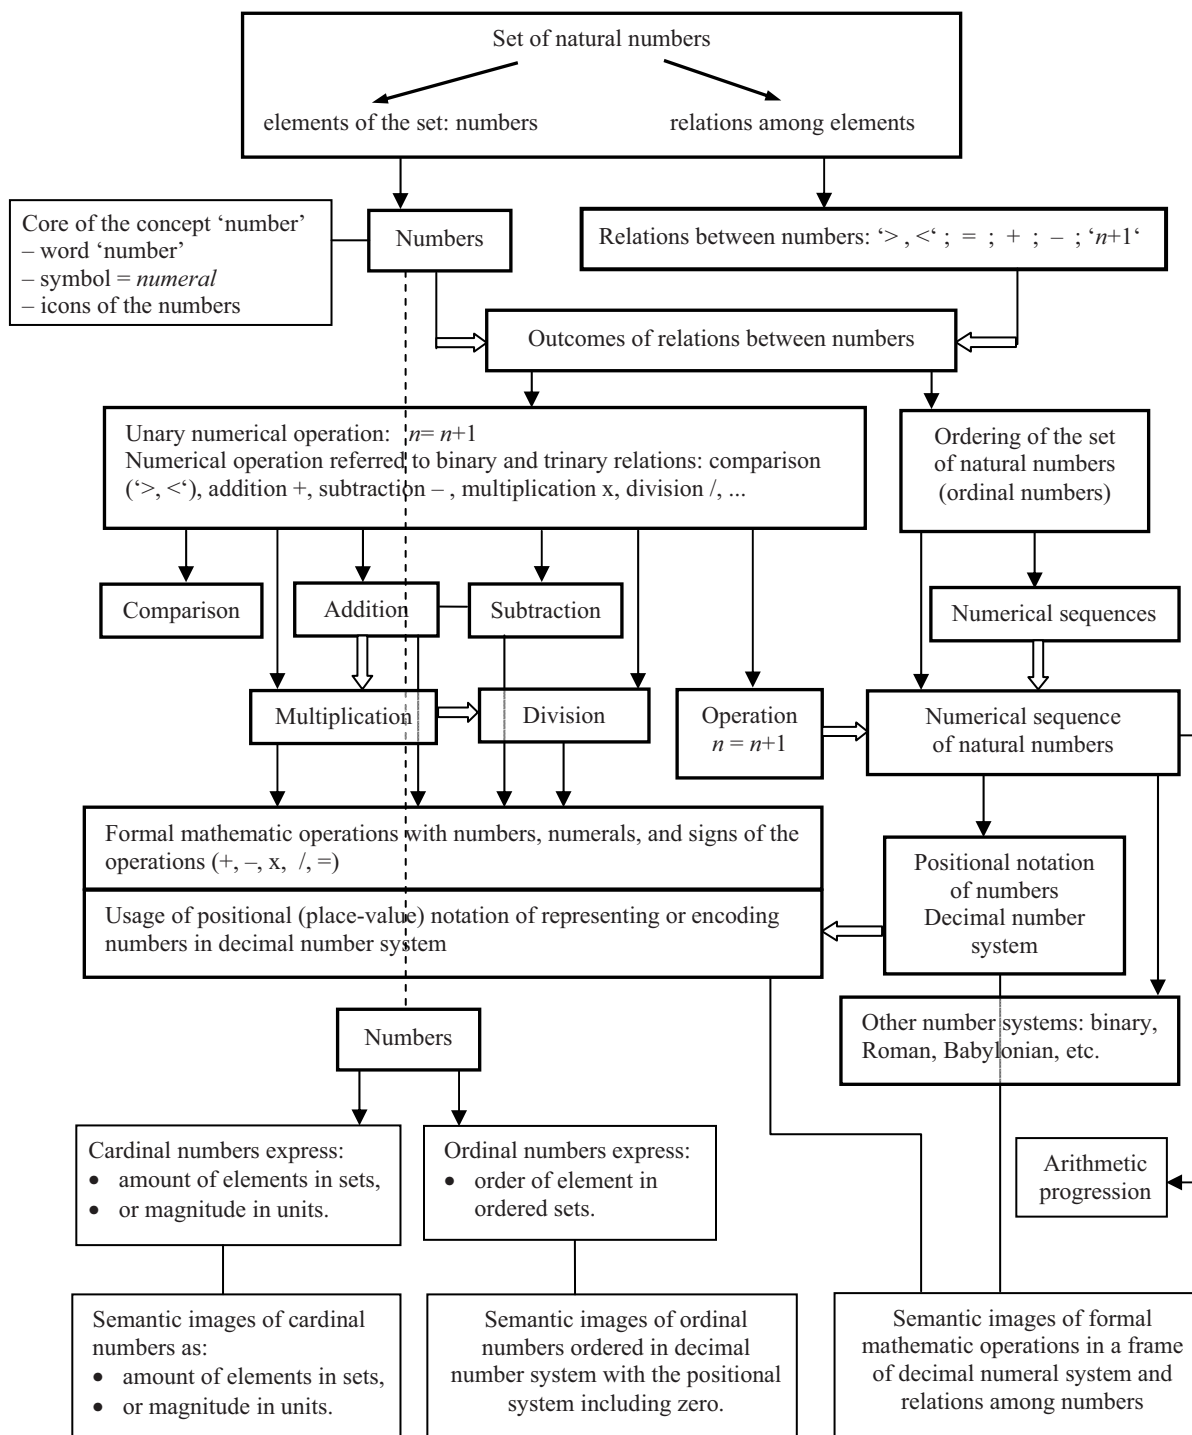 Set of natural numbers
elements of the set: numbers
relations among elements
Core of the concept ‘number’
– word ‘number’
– symbol = numeral
– icons of the numbers
Numbers
Relations between numbers: ‘> , <‘ ; = ; + ; – ; ‘n+1‘
Outcomes of relations between numbers
Unary numerical operation: n= n+1
Numerical operation referred to binary and trinary relations: comparison
(‘>, <‘), addition +, subtraction – , multiplication x, division /, ...
Ordering of the set
of natural numbers
(ordinal numbers)
Comparison
Addition
Subtraction
Numerical sequences
Multiplication
Division
Operation
n = n+1
Numerical sequence
of natural numbers
Formal mathematic operations with numbers, numerals, and signs of the
operations (+, –, x, /, =)
Usage of positional (place-value) notation of representing or encoding
numbers in decimal number system
Positional notation
of numbers
Decimal number
system
Other number systems: binary,
Roman, Babylonian, etc.
Numbers
Cardinal numbers express:
• amount of elements in sets,
• or magnitude in units.
Ordinal numbers express:
• order of element in
ordered sets.
Arithmetic
progression
Semantic images of cardinal
numbers as:
• amount of elements in sets,
• or magnitude in units.
Semantic images of ordinal
numbers ordered in decimal
number system with the positional
system including zero.
Semantic images of formal
mathematic operations in a frame
of decimal numeral system and
relations among numbers